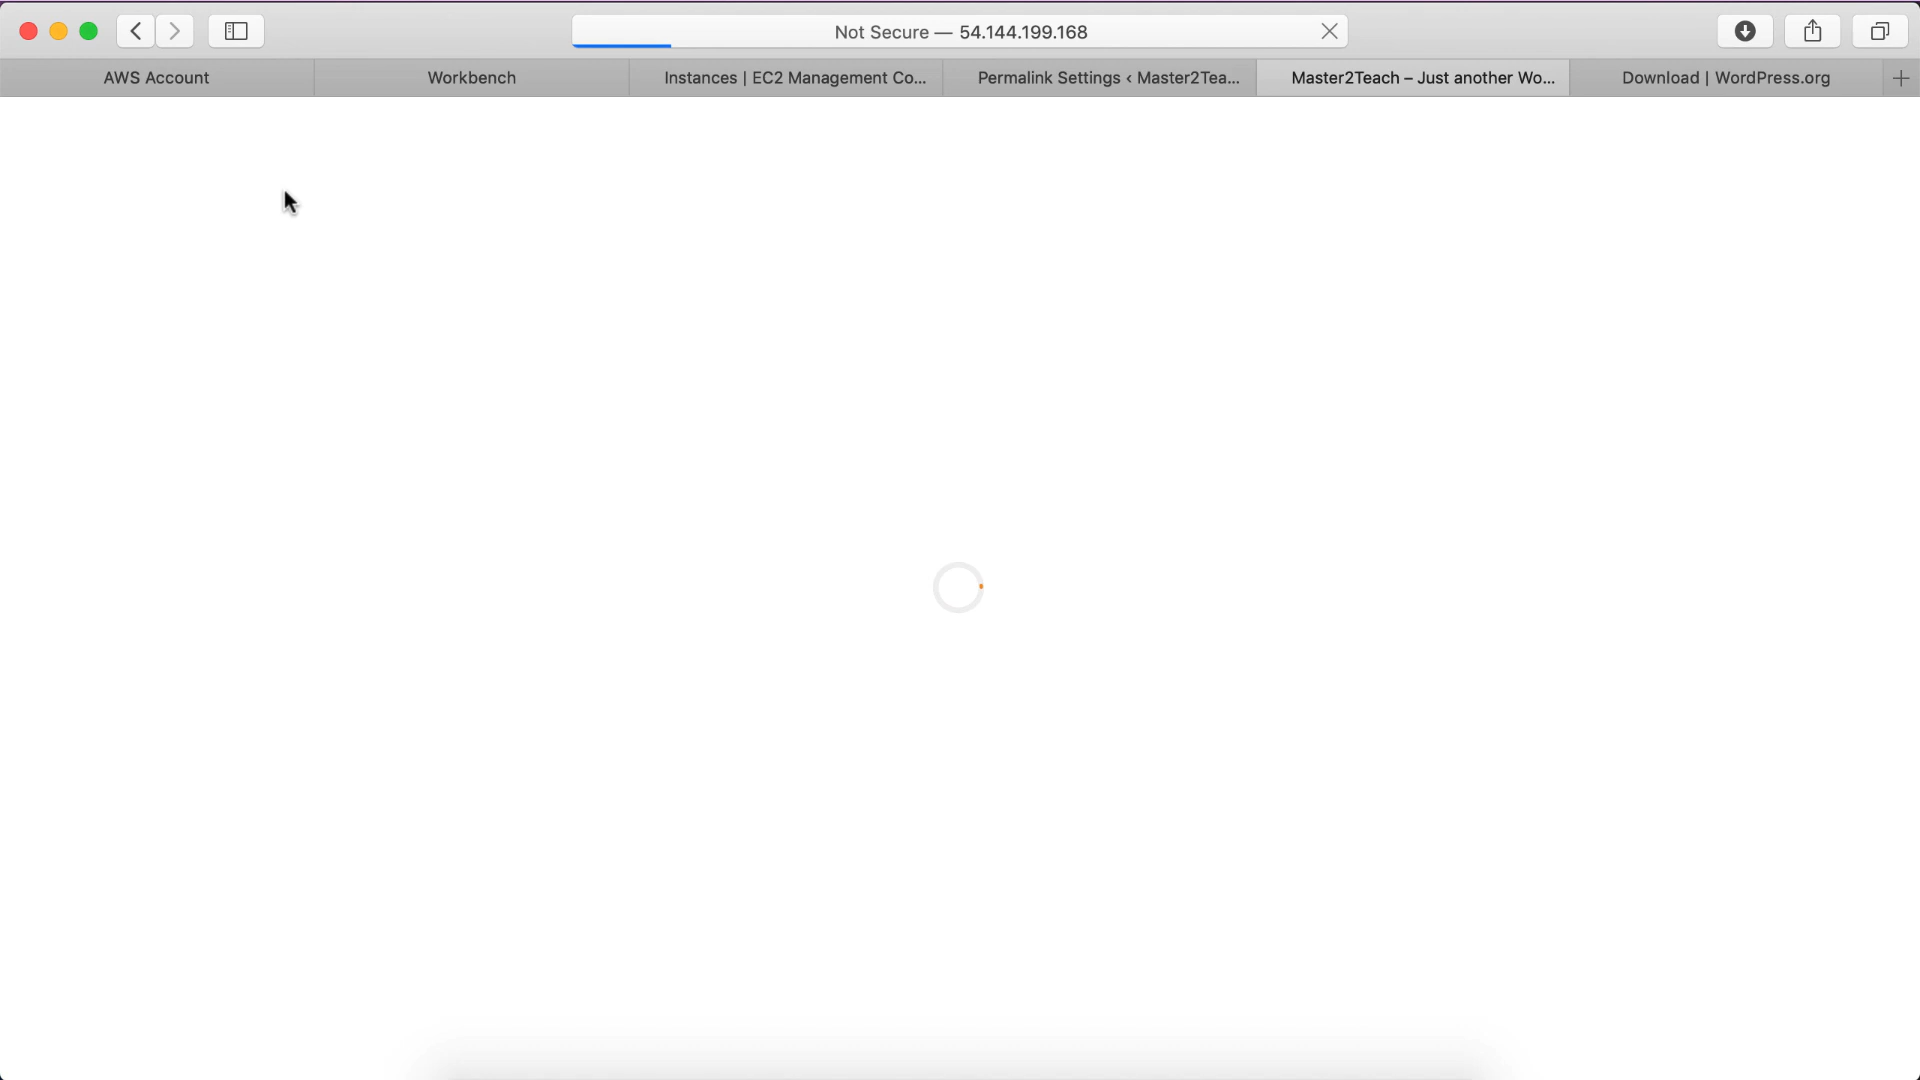 Not Secure — 54.144.199.168
AWS Account
Workbench
Instances | EC2 Management Co...
Permalink Settings ‹ Master2Tea...
Master2Teach – Just another Wo...
Download | WordPress.org